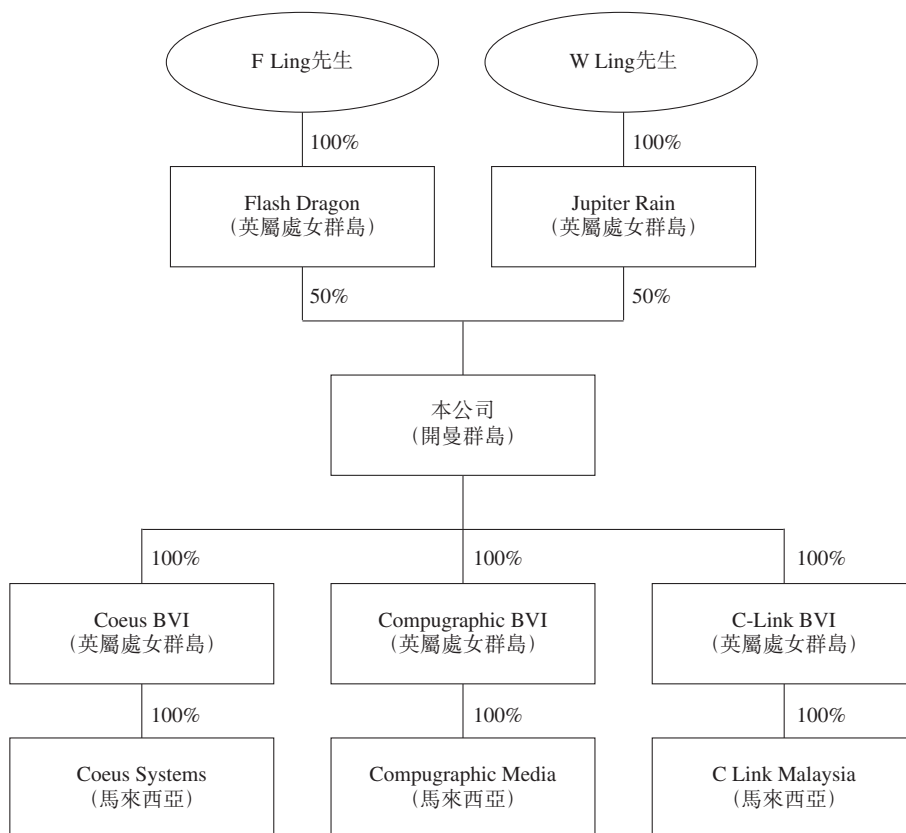 F Ling先生
W Ling先生
100%
100%
Flash Dragon
（英屬處女群島）
Jupiter Rain
（英屬處女群島）
50%
50%
本公司
（開曼群島）
100%
100%
100%
Coeus BVI
（英屬處女群島）
Compugraphic BVI
（英屬處女群島）
C-Link BVI
（英屬處女群島）
100%
100%
100%
Coeus Systems
（馬來西亞）
Compugraphic Media
（馬來西亞）
C Link Malaysia
（馬來西亞）